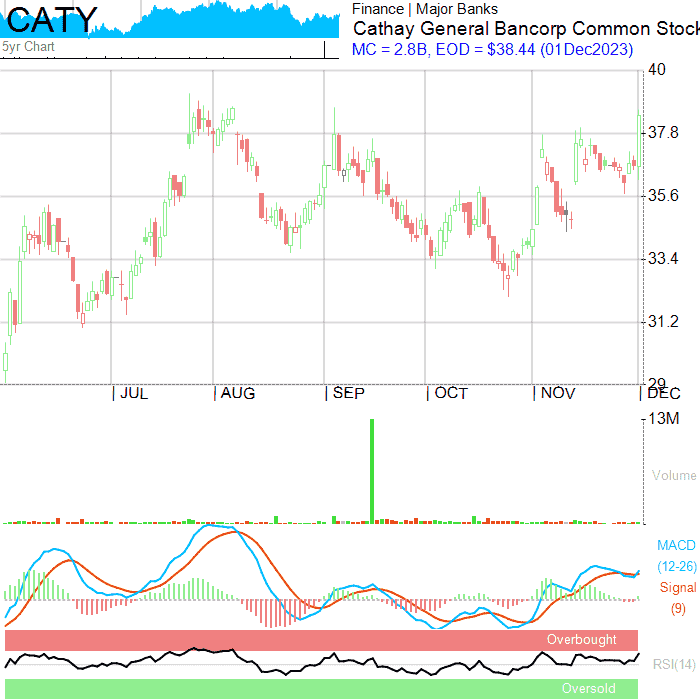 CATY
Finance | Major Banks
Cathay General Bancorp Common Stock
5yr Chart
MC = 2.8B, EOD = $38.44 (01Dec2023)
40
37.8
35.6
33.4
31.2
29
JUL
AUG
SEP
OCT
NOV
DEC
13M
Volume
MACD
(12-26)
Signal
(9)
Overbought
RSI(14)
Oversold